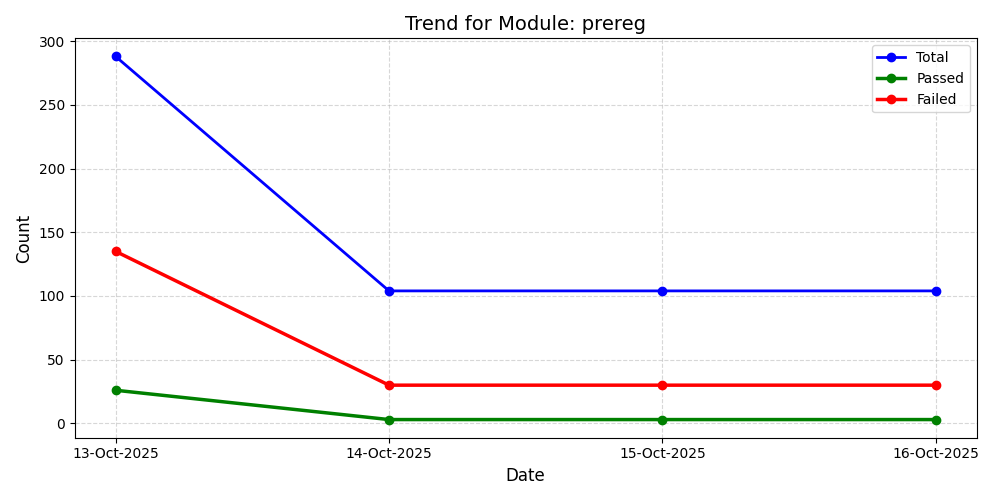 Trend for Module: prereg
300
250
200
150
100
50
0
Count
Total
Passed
Failed
13-Oct-2025
14-Oct-2025
15-Oct-2025
16-Oct-2025
Date